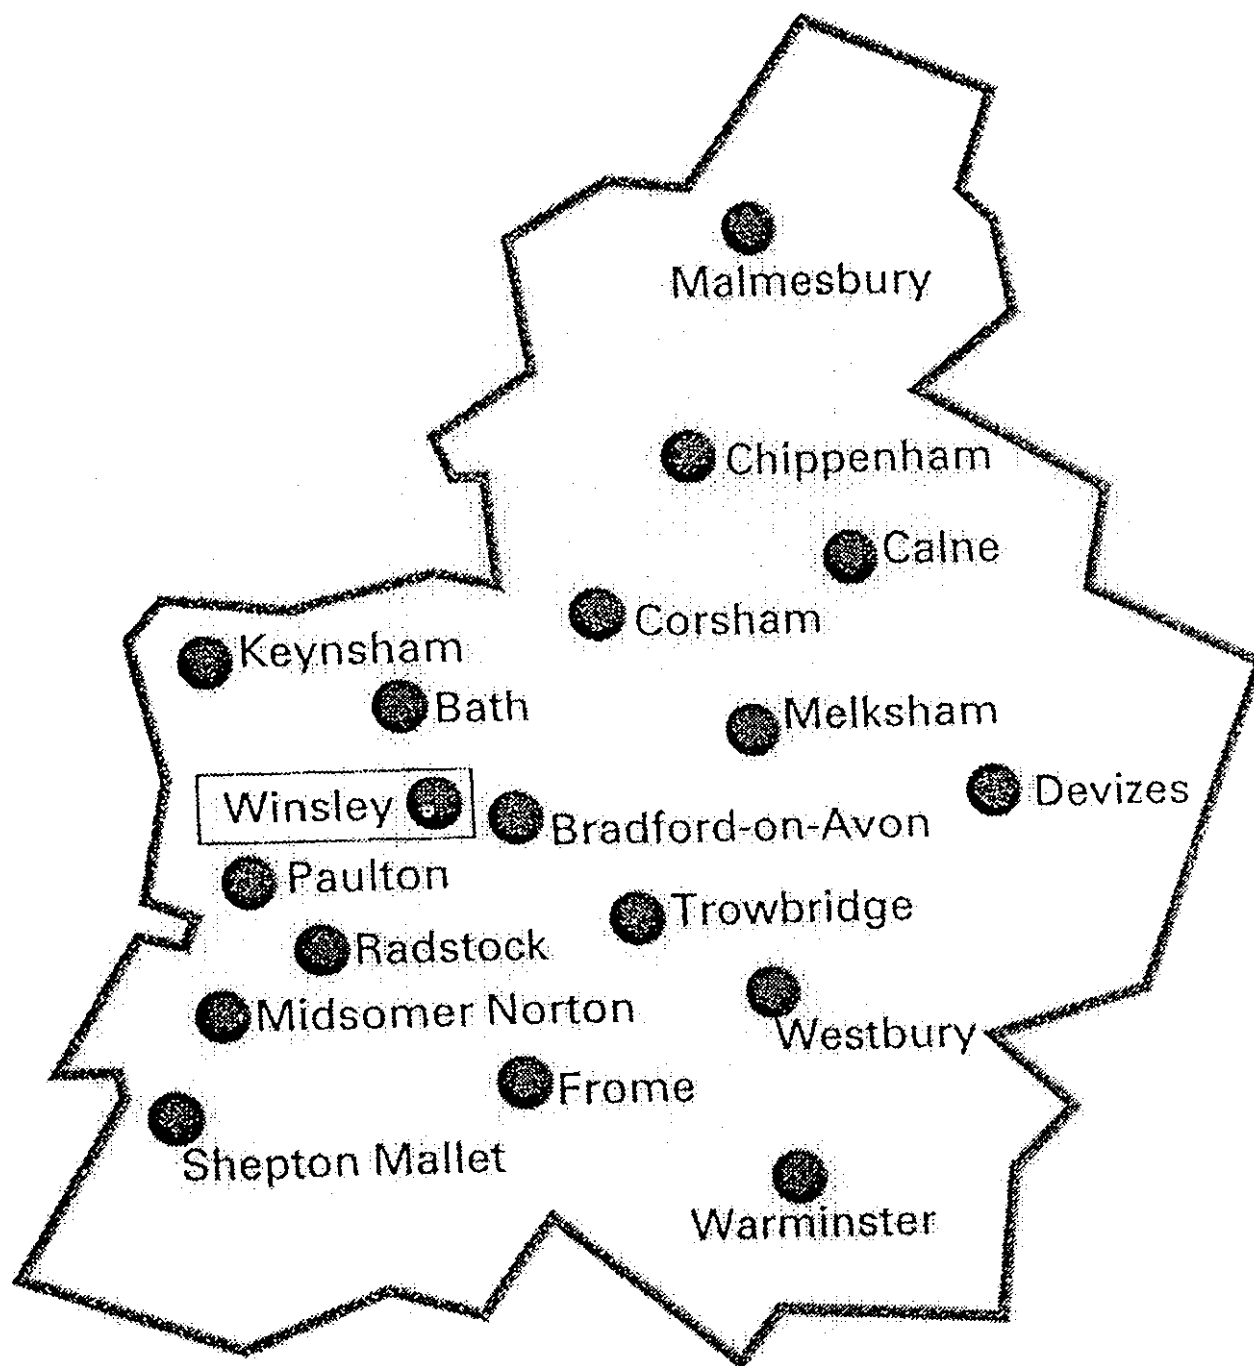 Malmesbury
Chippenham
Calne
Corsham
Keynsham
Bath
Melksham
Devizes
Winsley
Bradford-on-Avon
Paulton
Trowbridge
Radstock
Midsomer Norton
Westbury
Frome
Shepton Mallet
Warminster